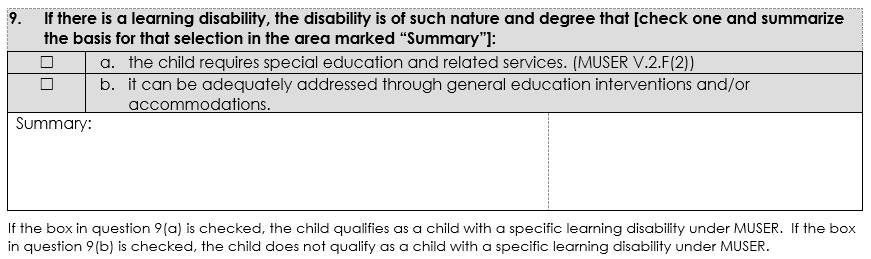 9. If there is a learning disability, the disability is of such nature and degree that [check one and summarize
the basis for that selection in the area marked “Summary”]:
☐ a. the child requires special education and related services. (MUSER V.2.F(2))
☐ b. it can be adequately addressed through general education interventions and/or
accommodations.
Summary:
If the box in question 9(a) is checked, the child qualifies as a child with a specific learning disability under MUSER. If the box
in question 9(b) is checked, the child does not qualify as a child with a specific learning disability under MUSER.